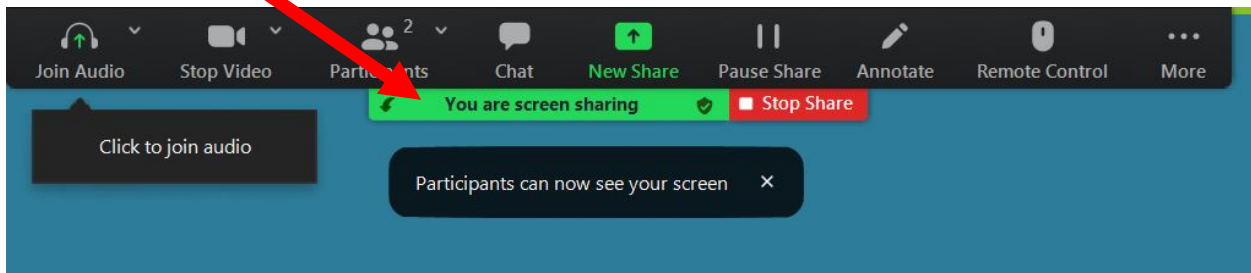 2
Join Audio Stop Video Participants Chat New Share Pause Share Annotate Remote Control More
You are screen sharing Stop Share
Click to join audio
Participants can now see your screen